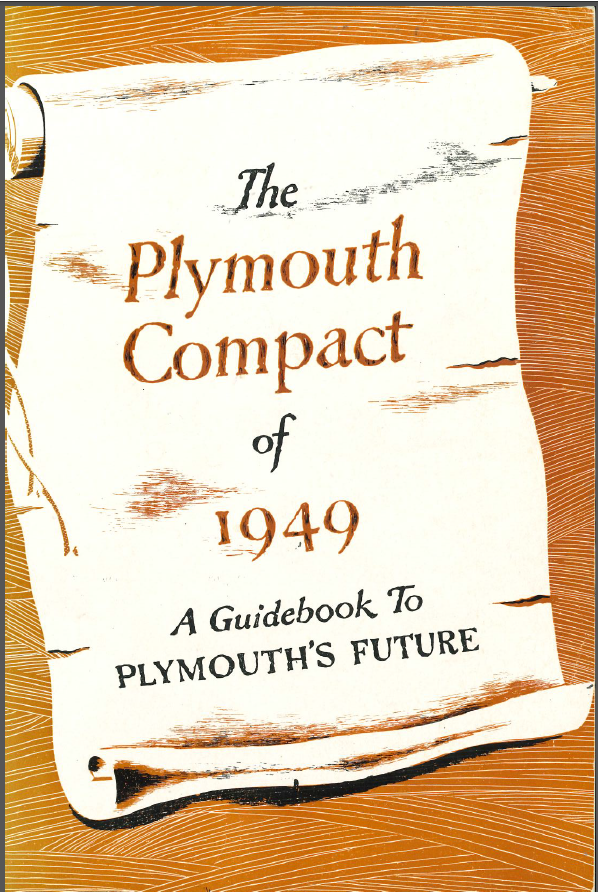 The
Plymouth
Compact
of
1949
A Guidebook To
PLYMOUTH'S FUTURE